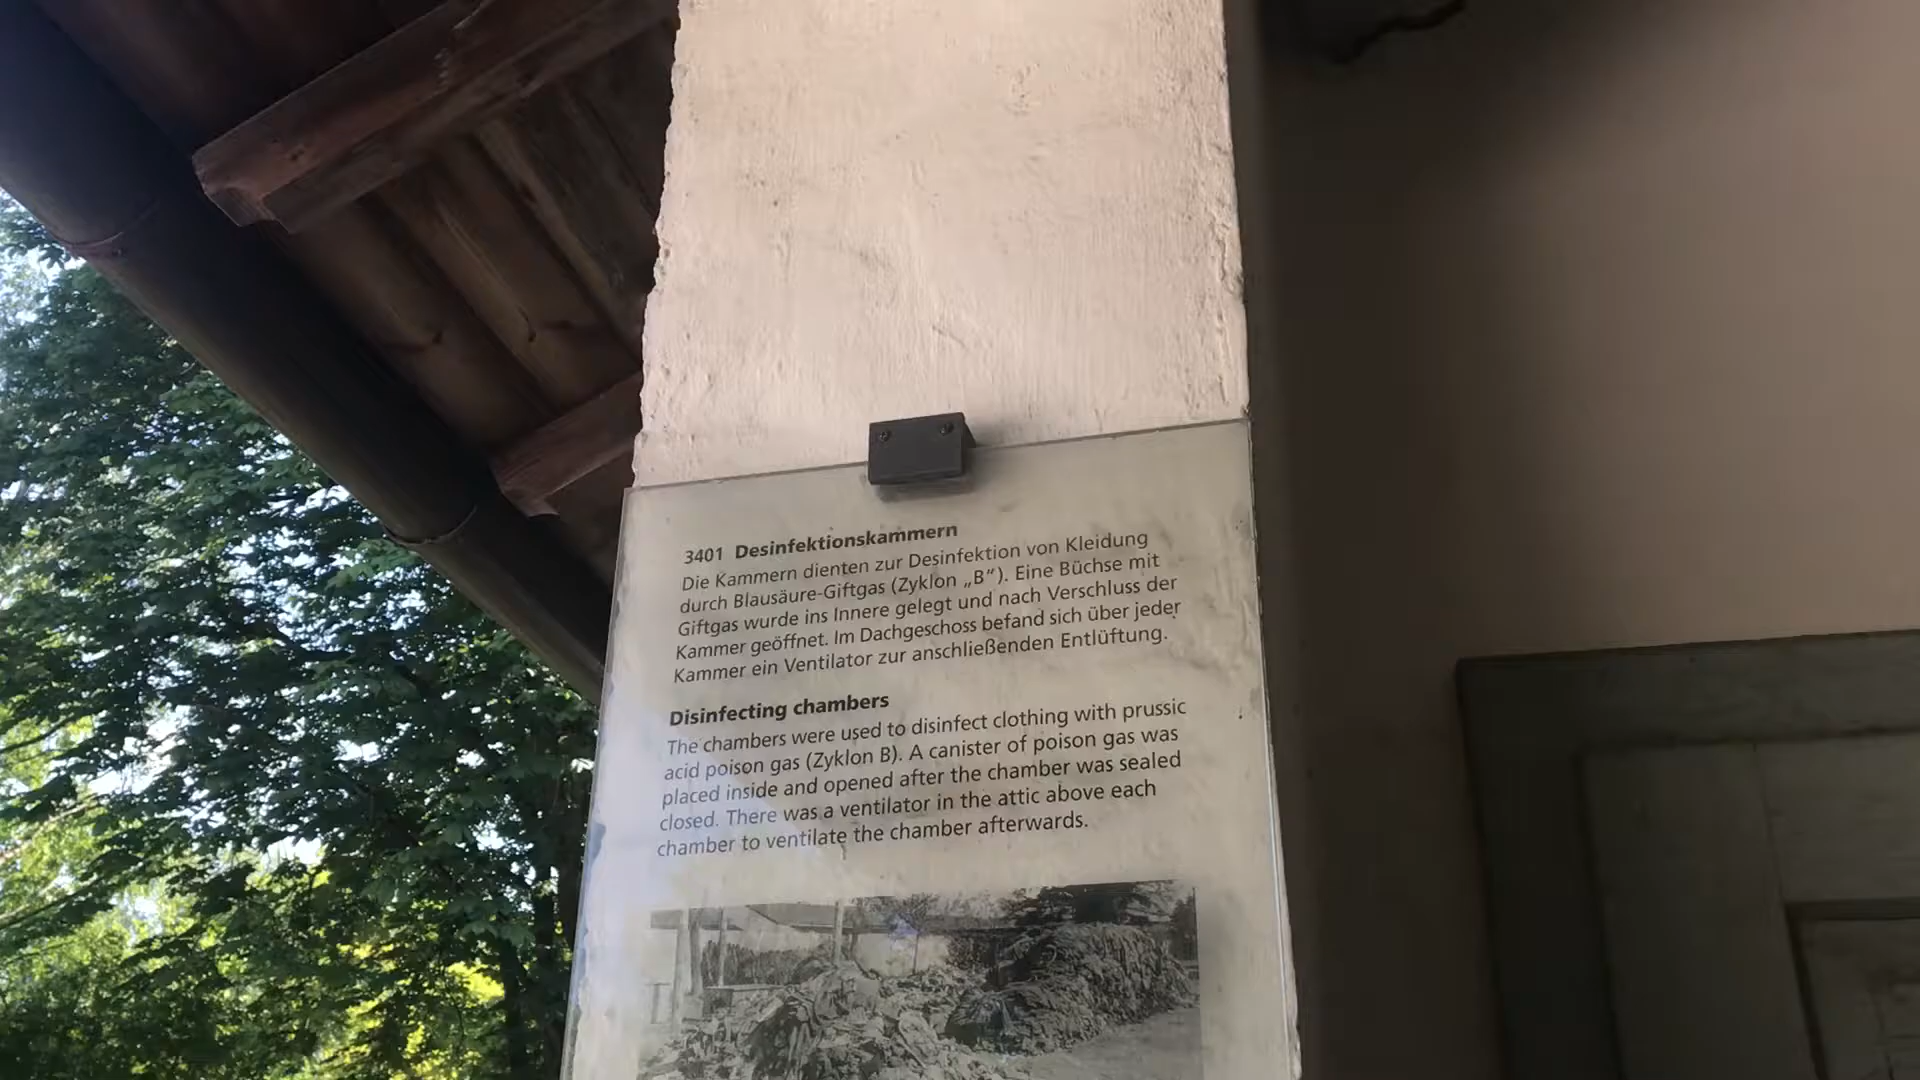 3401 Desinfektionskammern
Die Kammern dienten zur Desinfektion von Kleidung
durch Blausäure-Giftgas (Zyklon „B“). Eine Büchse mit
Giftgas wurde ins Innere gelegt und nach Verschluss der
Kammer geöffnet. Im Dachgeschoss befand sich über jeder
Kammer ein Ventilator zur anschließenden Entlüftung.
Disinfecting chambers
The chambers were used to disinfect clothing with prussic
acid poison gas (Zyklon B). A canister of poison gas was
placed inside and opened after the chamber was sealed
closed. There was a ventilator in the attic above each
chamber to ventilate the chamber afterwards.